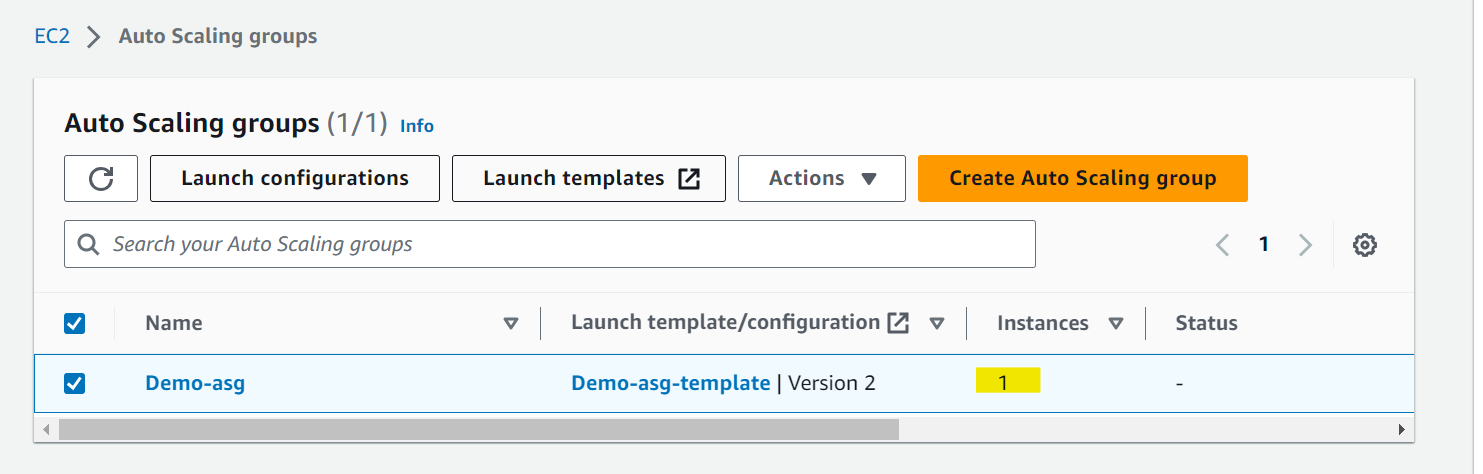 EC2 > Auto Scaling groups
Auto Scaling groups (1/1) Info
Launch configurations Launch templates Actions Create Auto Scaling group
Search your Auto Scaling groups 1
Name Launch template/configuration Instances Status
Demo-asg Demo-asg-template | Version 2 1 -